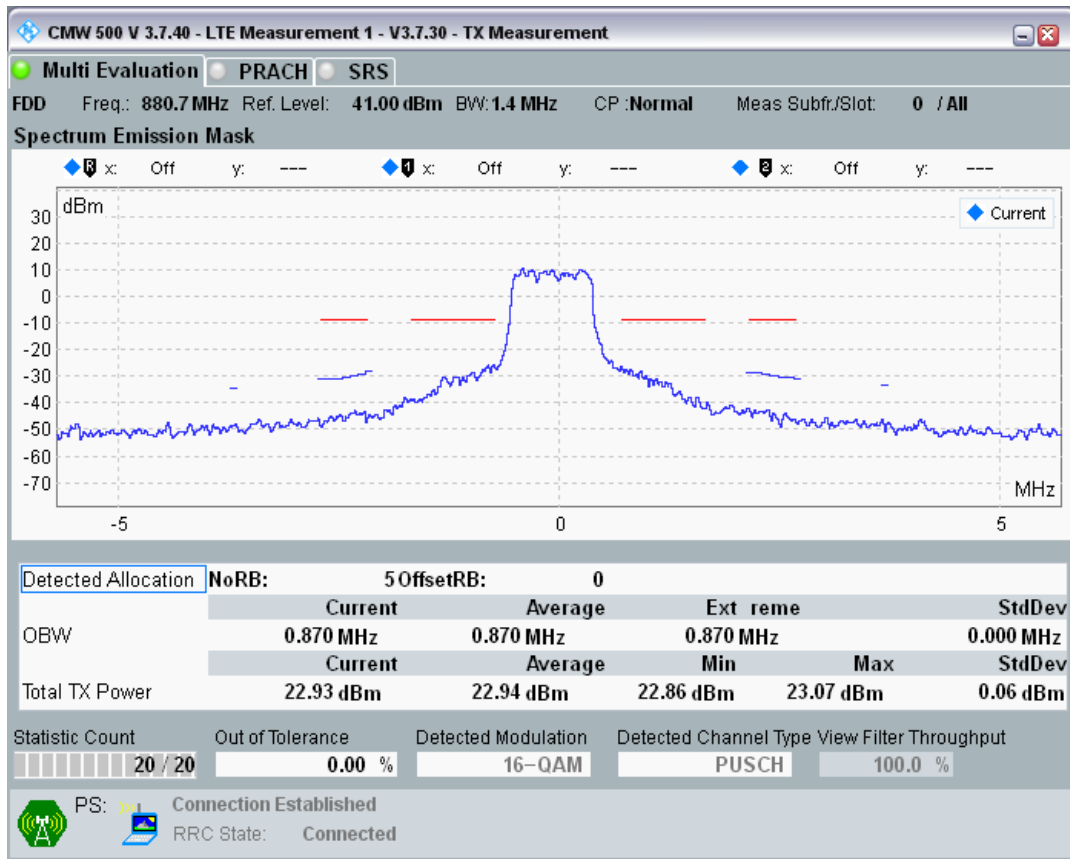 CMW 500 V 3.7.40 - LTE Measurement 1 - V3.7.30 - TX Measurement
Multi Evaluation PRACH SRS
FDD Freq.: 880.7 MHz Ref. Level: 41.00 dBm BW: 1.4 MHz CP :Normal Meas Subfr./Slot: 0 / All
Spectrum Emission Mask
R x: Off y: --- 1 x: Off y: --- 2 x: Off y: ---
dBm
Current
30
20
10
0
-10
-20
-30
-40
-50
-60
-70
MHz
-5 0 5
Detected Allocation NoRB: 5 OffsetRB: 0
Current Average Ext reme StdDev
OBW 0.870 MHz 0.870 MHz 0.870 MHz 0.000 MHz
Current Average Min Max StdDev
Total TX Power 22.93 dBm 22.94 dBm 22.86 dBm 23.07 dBm 0.06 dBm
Statistic Count Out of Tolerance Detected Modulation Detected Channel Type View Filter Throughput
20 / 20 0.00 % 16-QAM PUSCH 100.0 %
PS: Connection Established
RRC State: Connected